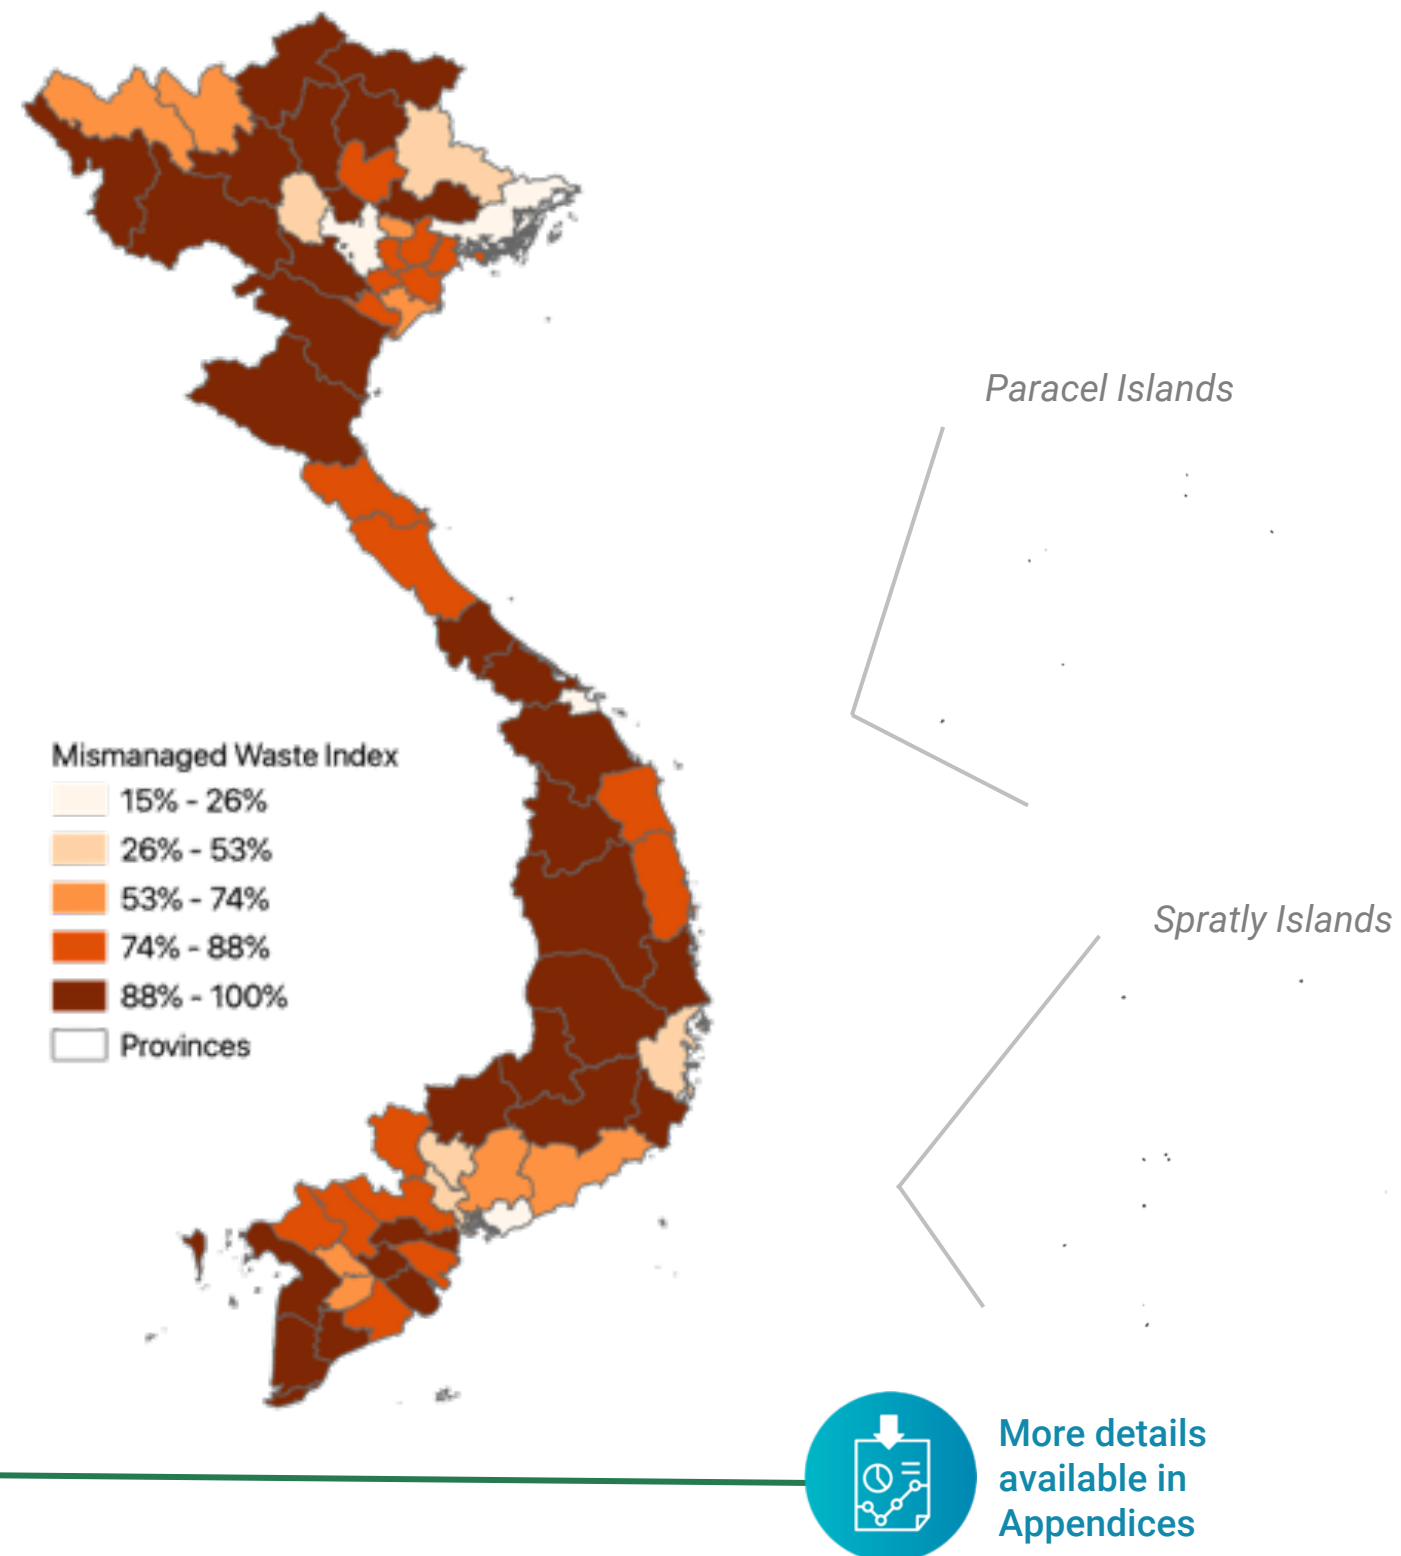 Paracel Islands
Mismanaged Waste Index
15% - 26%
26% - 53%
53% - 74%
74% - 88%
88% - 100%
Provinces
Spratly Islands
More details
available in
Appendices